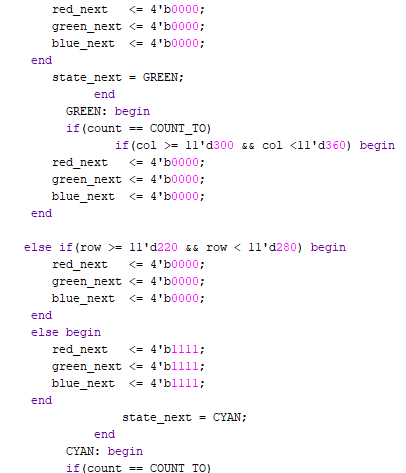 red_next <= 4'b0000;
green_next <= 4'b0000;
blue_next <= 4'b0000;
end
state_next = GREEN;
end
GREEN: begin
if(count == COUNT_TO)
if(col >= 11'd300 && col <11'd360) begin
red_next <= 4'b0000;
green_next <= 4'b0000;
blue_next <= 4'b0000;
end
else if(row >= 11'd220 && row < 11'd280) begin
red_next <= 4'b0000;
green_next <= 4'b0000;
blue_next <= 4'b0000;
end
else begin
red_next <= 4'b1111;
green_next <= 4'b1111;
blue_next <= 4'b1111;
end
state_next = CYAN;
end
CYAN: begin
if(count == COUNT TO)